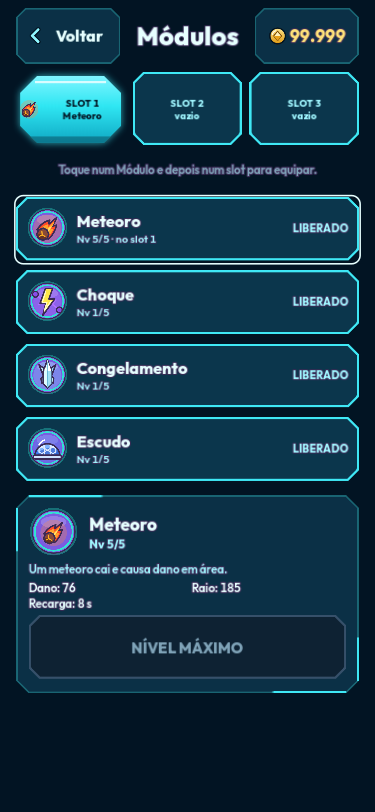 Voltar
Módulos
99.999
SLOT 1
Meteoro
SLOT 2
vazio
SLOT 3
vazio
Toque num Módulo e depois num slot para equipar.
Meteoro
Nv 5/5 · no slot 1
LIBERADO
Choque
Nv 1/5
LIBERADO
Congelamento
Nv 1/5
LIBERADO
Escudo
Nv 1/5
LIBERADO
Meteoro
Nv 5/5
Um meteoro cai e causa dano em área.
Dano: 76
Raio: 185
Recarga: 8 s
NÍVEL MÁXIMO